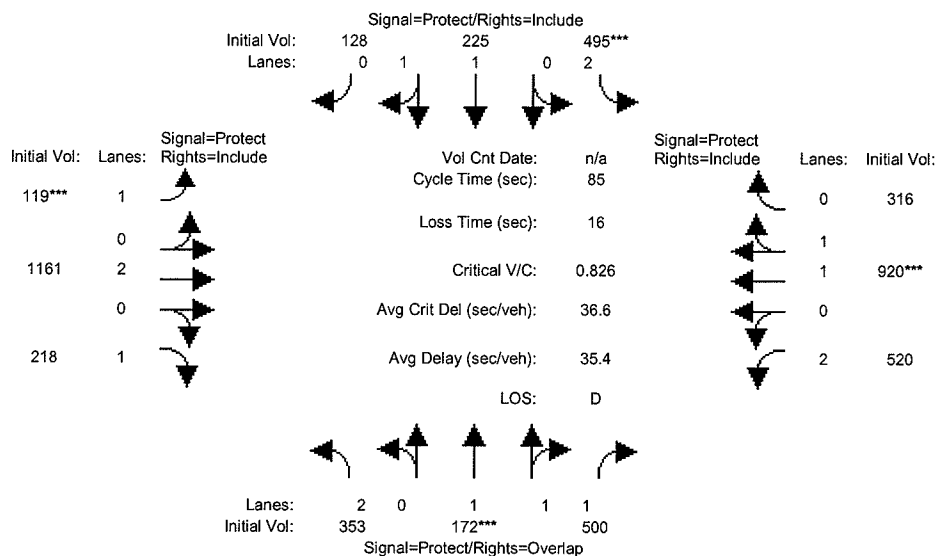 Signal=Protect/Rights=Include
Initial Vol: 128 225 495***
Lanes: 0 1 1 0 2
Signal=Protect
Initial Vol: Lanes: Rights=Include
Vol Cnt Date: n/a
Signal=Protect
Rights=Include Lanes: Initial Vol:
119*** 1
Cycle Time (sec): 85
0 316
0
Loss Time (sec): 16
1
1161 2
Critical V/C: 0.826
1 920***
0
Avg Crit Del (sec/veh): 36.6
0
218 1
Avg Delay (sec/veh): 35.4
2 520
LOS: D
Lanes: 2 0 1 1 1
Initial Vol: 353 172*** 500
Signal=Protect/Rights=Overlap